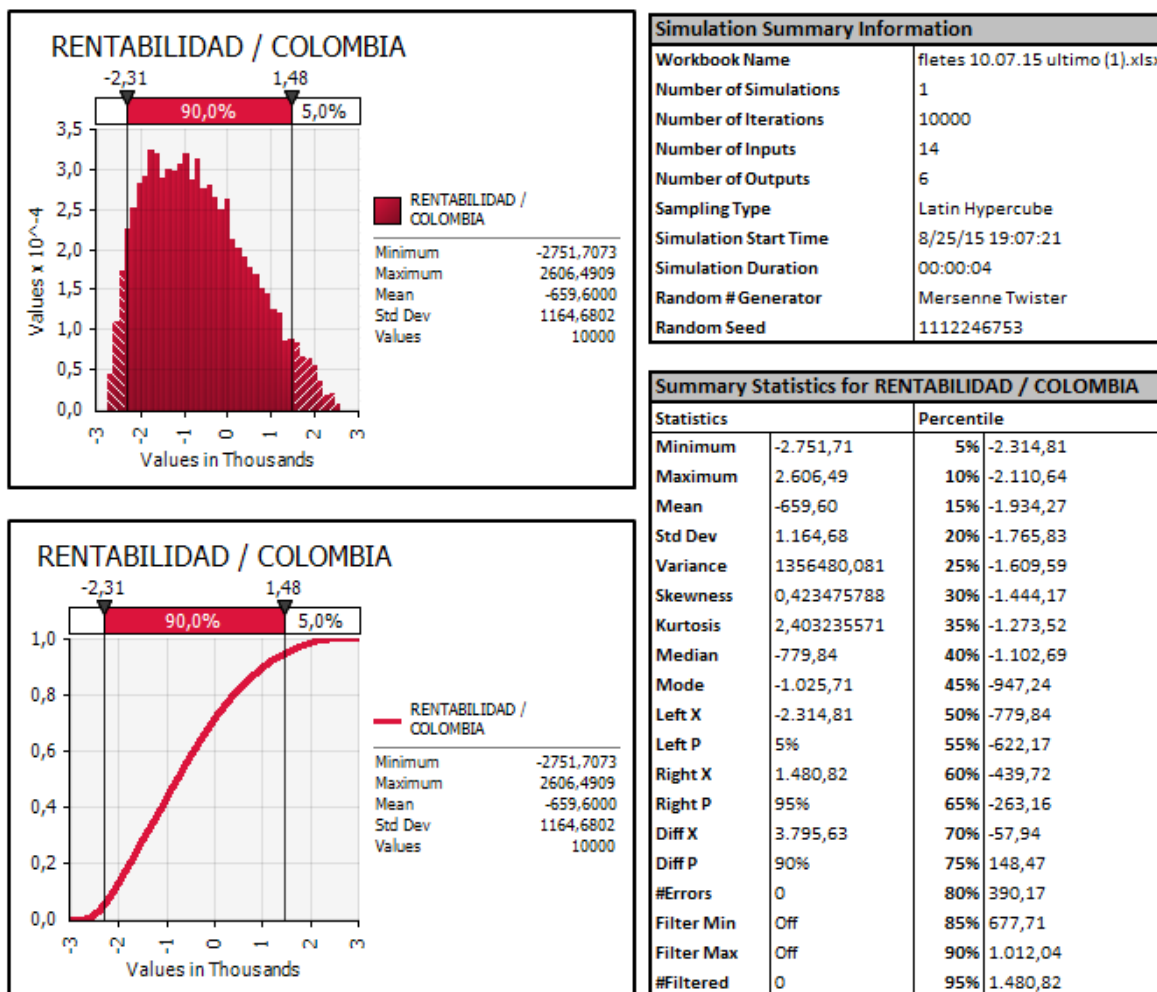 RENTABILIDAD / COLOMBIA
-2,31 1,48
90,0% 5,0%
3,5
3,0
2,5
2,0
1,5
1,0
0,5
0,0
Values x 10^-4
-3 -2 -1 0 1 2 3
Values in Thousands
RENTABILIDAD /
COLOMBIA
Minimum -2751,7073
Maximum 2606,4909
Mean -659,6000
Std Dev 1164,6802
Values 10000
RENTABILIDAD / COLOMBIA
-2,31 1,48
90,0% 5,0%
1,0
0,8
0,6
0,4
0,2
0,0
-3 -2 -1 0 1 2 3
Values in Thousands
RENTABILIDAD /
COLOMBIA
Minimum -2751,7073
Maximum 2606,4909
Mean -659,6000
Std Dev 1164,6802
Values 10000
Simulation Summary Information
Workbook Name fletes 10.07.15 ultimo (1).xlsx
Number of Simulations 1
Number of Iterations 10000
Number of Inputs 14
Number of Outputs 6
Sampling Type Latin Hypercube
Simulation Start Time 8/25/15 19:07:21
Simulation Duration 00:00:04
Random # Generator Mersenne Twister
Random Seed 1112246753
Summary Statistics for RENTABILIDAD / COLOMBIA
Statistics Percentile
Minimum -2.751,71 5% -2.314,81
Maximum 2.606,49 10% -2.110,64
Mean -659,60 15% -1.934,27
Std Dev 1.164,68 20% -1.765,83
Variance 1356480,081 25% -1.609,59
Skewness 0,423475788 30% -1.444,17
Kurtosis 2,403235571 35% -1.273,52
Median -779,84 40% -1.102,69
Mode -1.025,71 45% -947,24
Left X -2.314,81 50% -779,84
Left P 5% 55% -622,17
Right X 1.480,82 60% -439,72
Right P 95% 65% -263,16
Diff X 3.795,63 70% -57,94
Diff P 90% 75% 148,47
#Errors 0 80% 390,17
Filter Min Off 85% 677,71
Filter Max Off 90% 1.012,04
#Filtered 0 95% 1.480,82